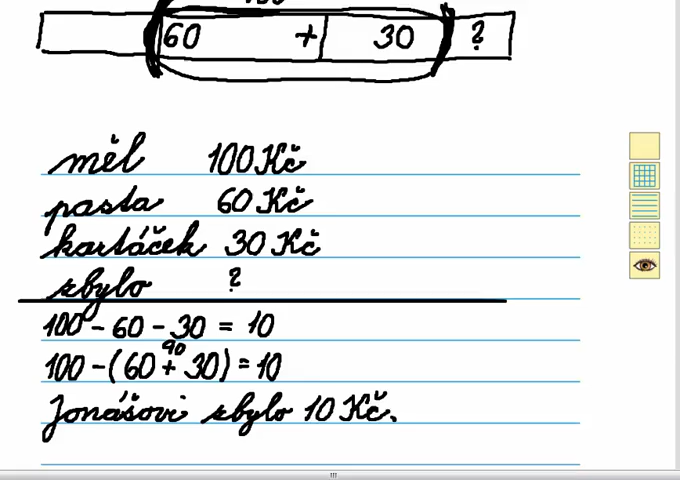 60 + 30 ?
měl 100 Kč
pasta 60 Kč
kartáček 30 Kč
zbylo ?
100 - 60 - 30 = 10
90
100 - (60 + 30) = 10
Jonášovi zbylo 10 Kč.